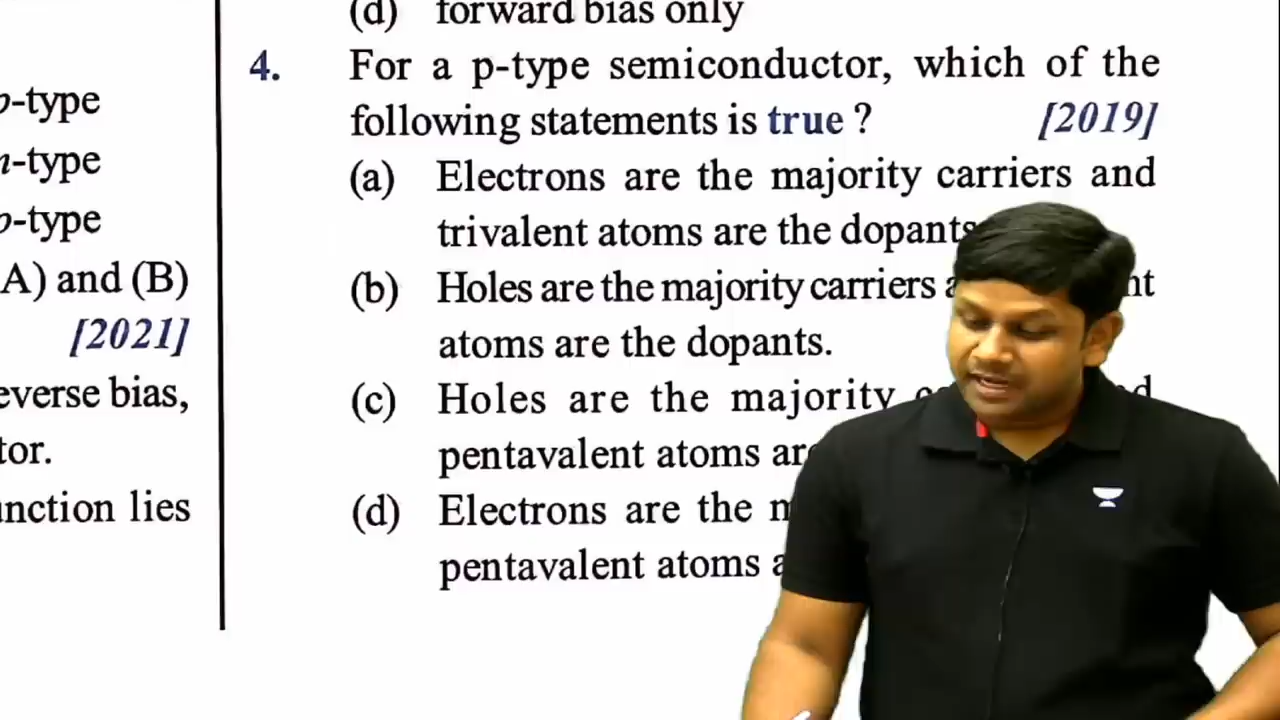 p-type
n-type
p-type
A) and (B)
[2021]
everse bias,
tor.
unction lies
(d) forward bias only
4. For a p-type semiconductor, which of the
following statements is true ? [2019]
(a) Electrons are the majority carriers and
trivalent atoms are the dopants
(b) Holes are the majority carriers
atoms are the dopants.
(c) Holes are the majority
pentavalent atoms are
(d) Electrons are the
pentavalent atoms